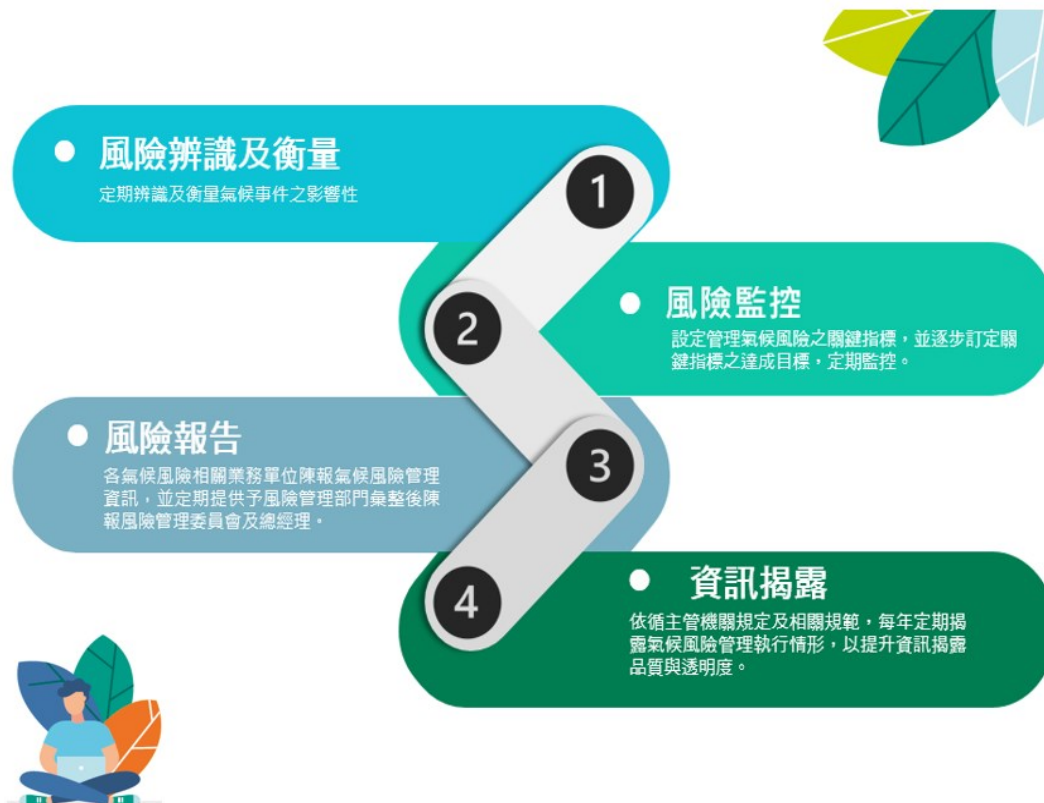 風險辨識及衡量
定期辨識及衡量氣候事件之影響性
1
風險監控
設定管理氣候風險之關鍵指標，並逐步訂定關
鍵指標之達成目標，定期監控。
2
風險報告
各氣候風險相關業務單位陳報氣候風險管理
資訊，並定期提供予風險管理部門彙整後陳
報風險管理委員會及總經理。
3
資訊揭露
依循主管機關規定及相關規範，每年定期揭
露氣候風險管理執行情形，以提升資訊揭露
品質與透明度。
4